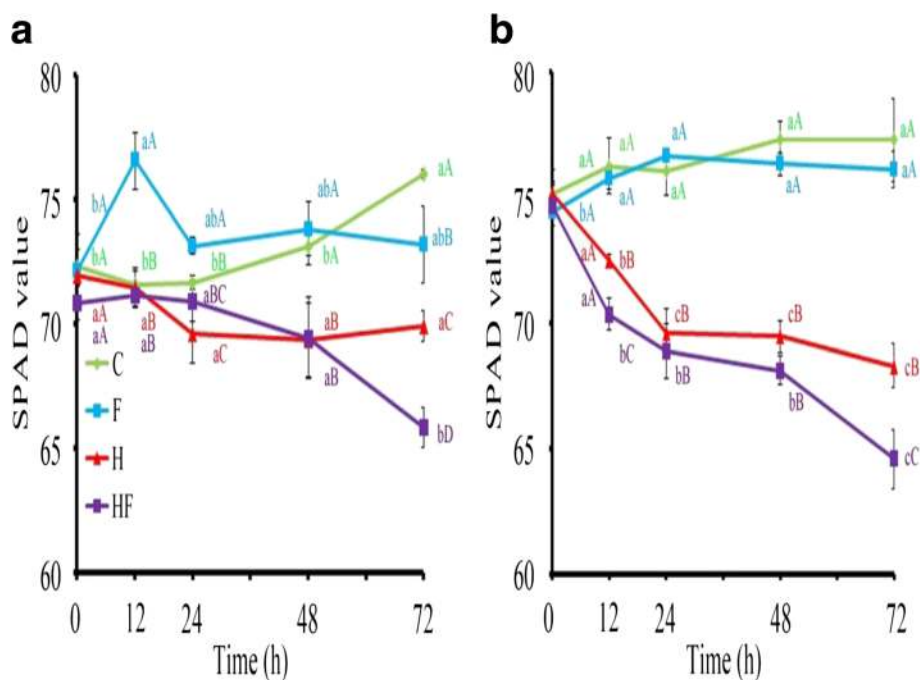 a
SPAD value
80
75
70
65
60
0 12 24 48 72
Time (h)
bA
aA
abA
abA
abB
bA
bB
bB
bA
aA
aA
aB
aC
aB
aC
aA
aB
aBC
aB
bD
C
F
H
HF
b
SPAD value
80
75
70
65
60
0 12 24 48 72
Time (h)
aA
aA
aA
aA
aA
bA
aA
aA
aA
aA
aA
bB
cB
cB
cB
aA
bC
bB
bB
cC